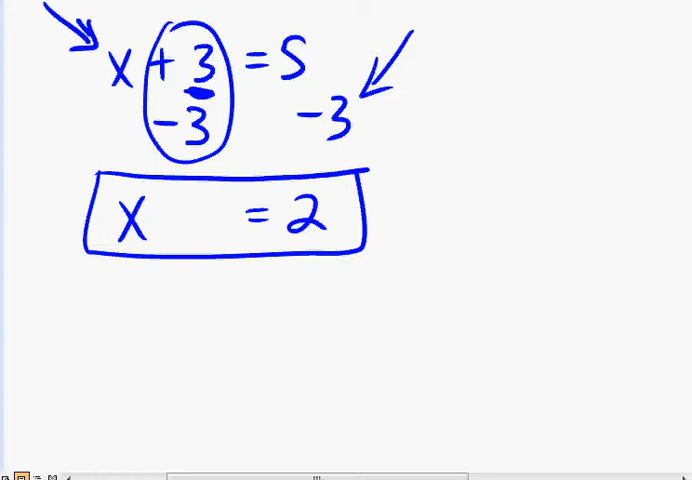 x + 3 = 5
- 3 - 3
x = 2